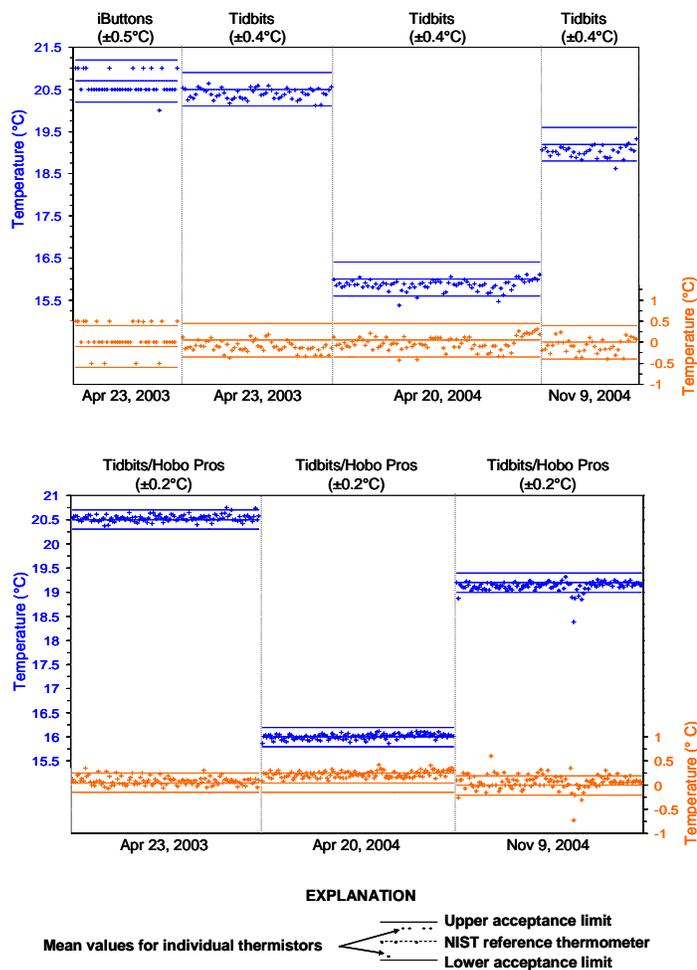 iButtons Tidbits Tidbits Tidbits
(±0.5°C) (±0.4°C) (±0.4°C) (±0.4°C)
21.5
20.5
19.5
18.5
17.5
16.5
15.5
Temperature (°C)
1
0.5
0
-0.5
-1
Temperature (°C)
Apr 23, 2003 Apr 23, 2003 Apr 20, 2004 Nov 9, 2004
Tidbits/Hobo Pros Tidbits/Hobo Pros Tidbits/Hobo Pros
(±0.2°C) (±0.2°C) (±0.2°C)
21
20.5
20
19.5
19
18.5
18
17.5
17
16.5
16
15.5
Temperature (°C)
1
0.5
0
-0.5
-1
Temperature (° C)
Apr 23, 2003 Apr 20, 2004 Nov 9, 2004
EXPLANATION
Mean values for individual thermistors
Upper acceptance limit
NIST reference thermometer
Lower acceptance limit